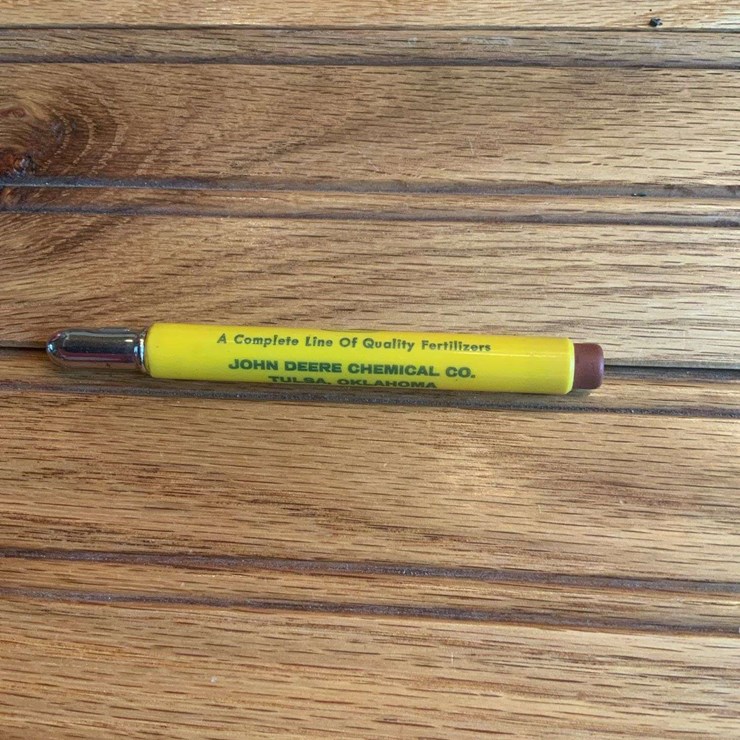 A Complete Line Of Quality Fertilizers
JOHN DEERE CHEMICAL CO.
TULSA, OKLAHOMA